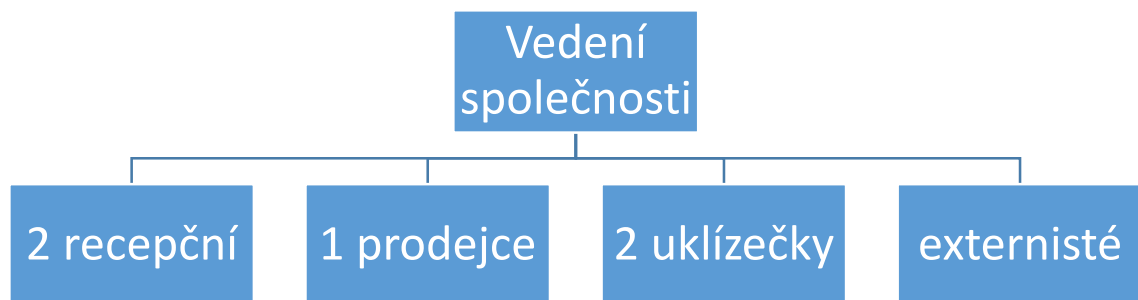 Vedení
společnosti
2 recepční
1 prodejce
2 uklízečky
externisté